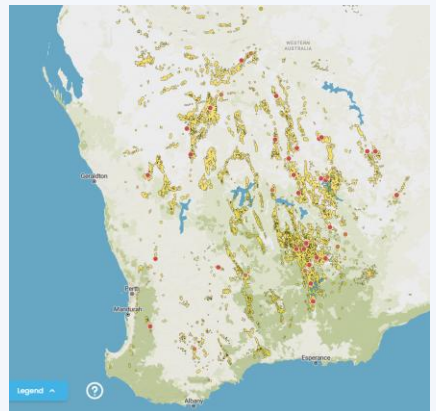 WESTERN
AUSTRALIA
Geraldton
Perth
Mandurah
Esperance
Albany
Legend
?